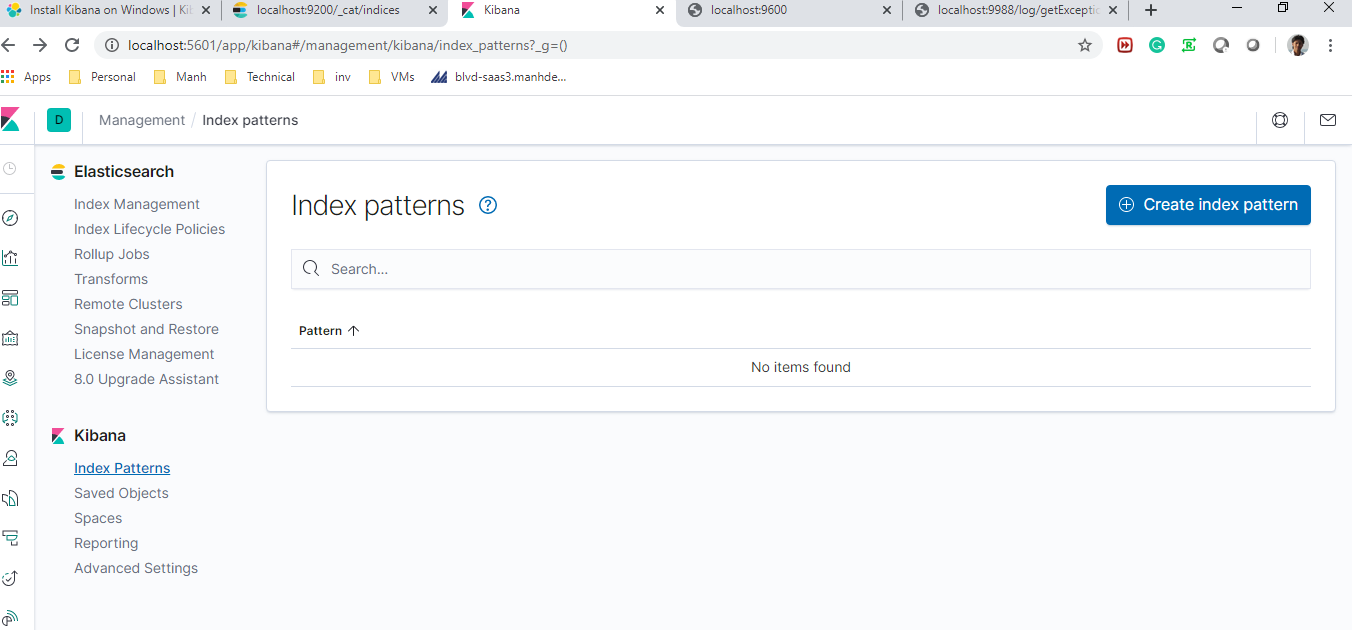 Install Kibana on Windows | Kib
localhost:9200/_cat/indices
Kibana
localhost:9600
localhost:9988/log/getExceptio
localhost:5601/app/kibana#/management/kibana/index_patterns?_g=()
Apps
Personal
Manh
Technical
inv
VMs
blvd-saas3.manhde...
D
Management / Index patterns
Elasticsearch
Index Management
Index Lifecycle Policies
Rollup Jobs
Transforms
Remote Clusters
Snapshot and Restore
License Management
8.0 Upgrade Assistant
Kibana
Index Patterns
Saved Objects
Spaces
Reporting
Advanced Settings
Index patterns
Create index pattern
Search...
Pattern
No items found